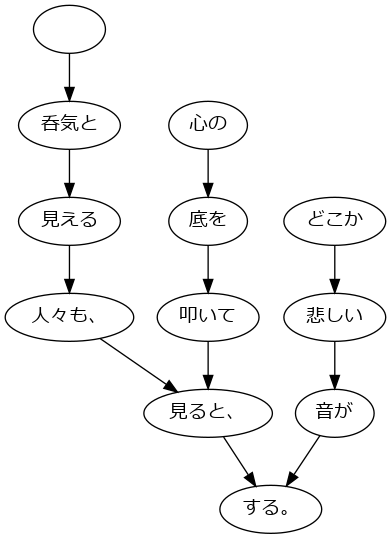 呑気と
心の
見える
底を
どこか
人々も、
叩いて
悲しい
見ると、
音が
する。